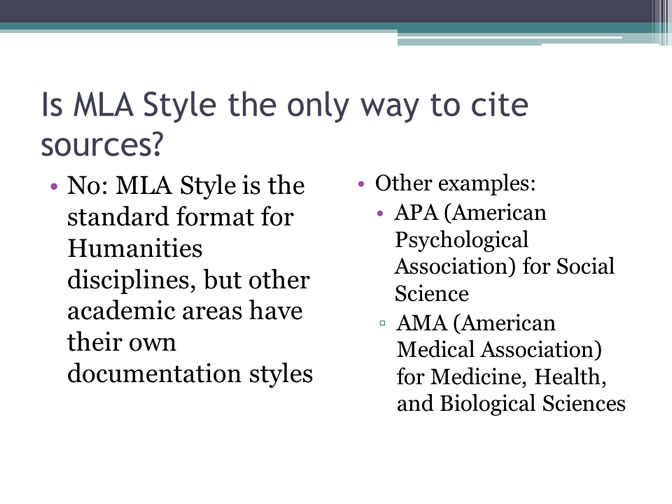 Is MLA Style the only way to cite
sources?
• No: MLA Style is the
standard format for
Humanities
disciplines, but other
academic areas have
their own
documentation styles
• Other examples:
• APA (American
Psychological
Association) for Social
Science
▫ AMA (American
Medical Association)
for Medicine, Health,
and Biological Sciences